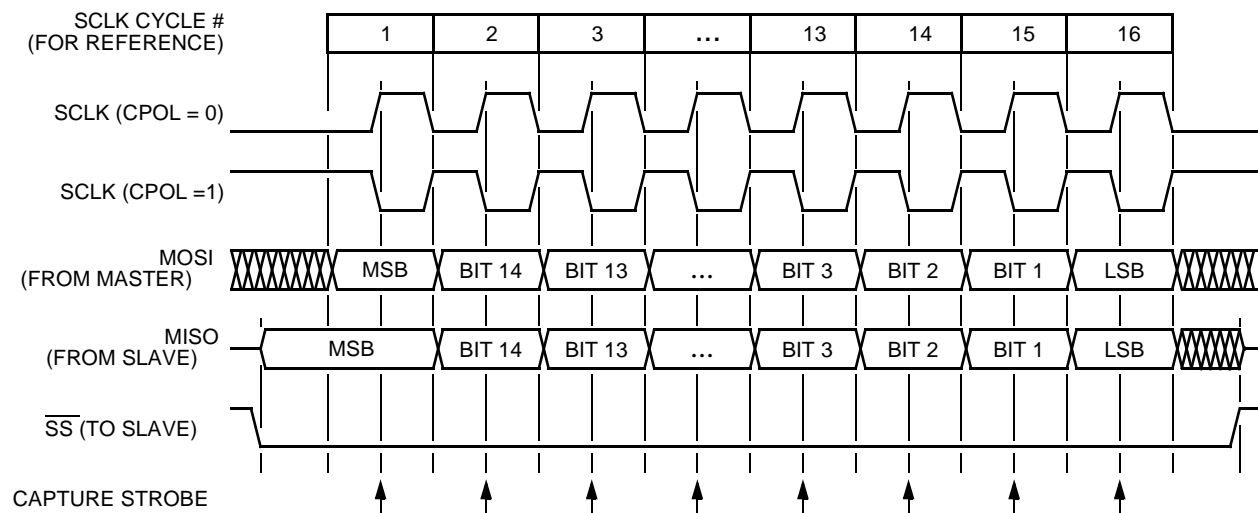 SCLK CYCLE #
(FOR REFERENCE)
1 2 3 ... 13 14 15 16
SCLK (CPOL = 0)
SCLK (CPOL =1)
MOSI
(FROM MASTER)
MSB BIT 14 BIT 13 ... BIT 3 BIT 2 BIT 1 LSB
MISO
(FROM SLAVE)
MSB BIT 14 BIT 13 ... BIT 3 BIT 2 BIT 1 LSB
SS (TO SLAVE)
CAPTURE STROBE